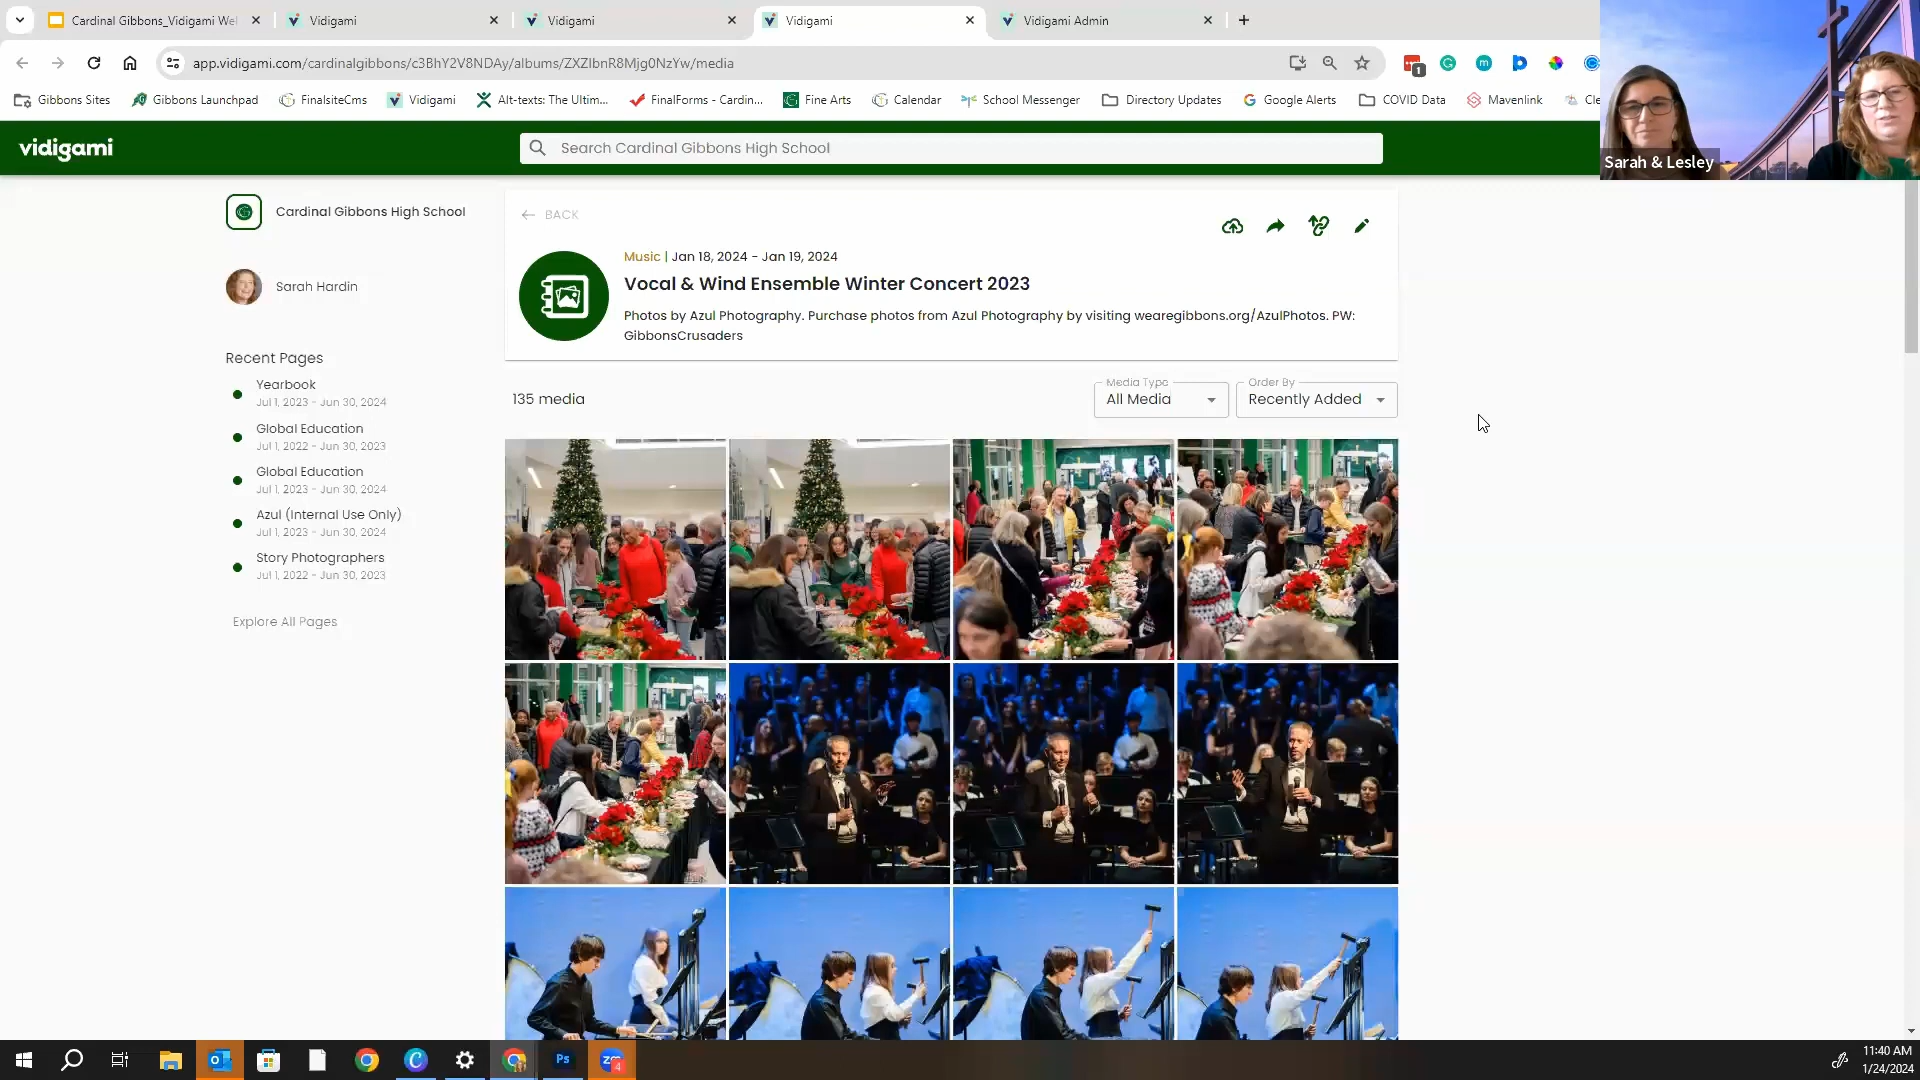 Cardinal Gibbons_Vidigami We
Vidigami
Vidigami
Vidigami
Vidigami Admin
app.vidigami.com/cardinalgibbons/c3BhY2V8NDAy/albums/ZXZlbnR8Mjg0NzYw/media
1
Gibbons Sites
Gibbons Launchpad
FinalsiteCms
Vidigami
Alt-texts: The Ultim...
FinalForms - Cardin...
Fine Arts
Calendar
School Messenger
Directory Updates
Google Alerts
COVID Data
Mavenlink
Cle
Sarah & Lesley
vidigami
Search Cardinal Gibbons High School
Cardinal Gibbons High School
Sarah Hardin
Recent Pages
Yearbook
Jul 1, 2023 - Jun 30, 2024
Global Education
Jul 1, 2022 - Jun 30, 2023
Global Education
Jul 1, 2023 - Jun 30, 2024
Azul (Internal Use Only)
Jul 1, 2023 - Jun 30, 2024
Story Photographers
Jul 1, 2022 - Jun 30, 2023
Explore All Pages
BACK
Music | Jan 18, 2024 - Jan 19, 2024
Vocal & Wind Ensemble Winter Concert 2023
Photos by Azul Photography. Purchase photos from Azul Photography by visiting wearegibbons.org/AzulPhotos. PW:
GibbonsCrusaders
135 media
Media Type
All Media
Order By
Recently Added
Ps
4
11:40 AM
1/24/2024